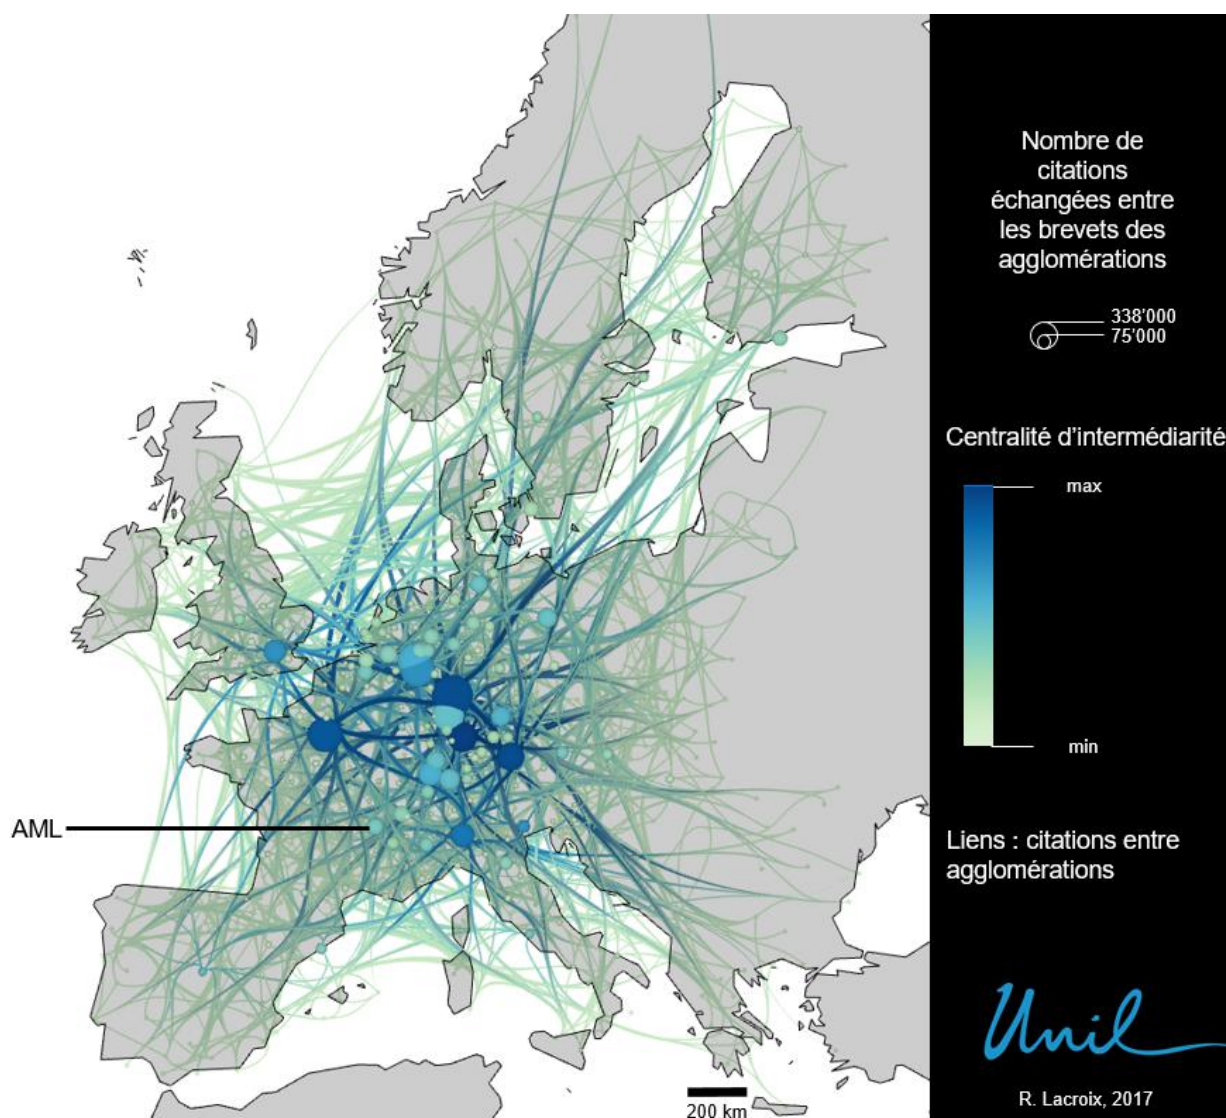 Nombre de
citations
échangées entre
les brevets des
agglomérations
338'000
75'000
Centralité d'intermédiarité
max
min
AML
Liens : citations entre
agglomérations
Unil
R. Lacroix, 2017
200 km